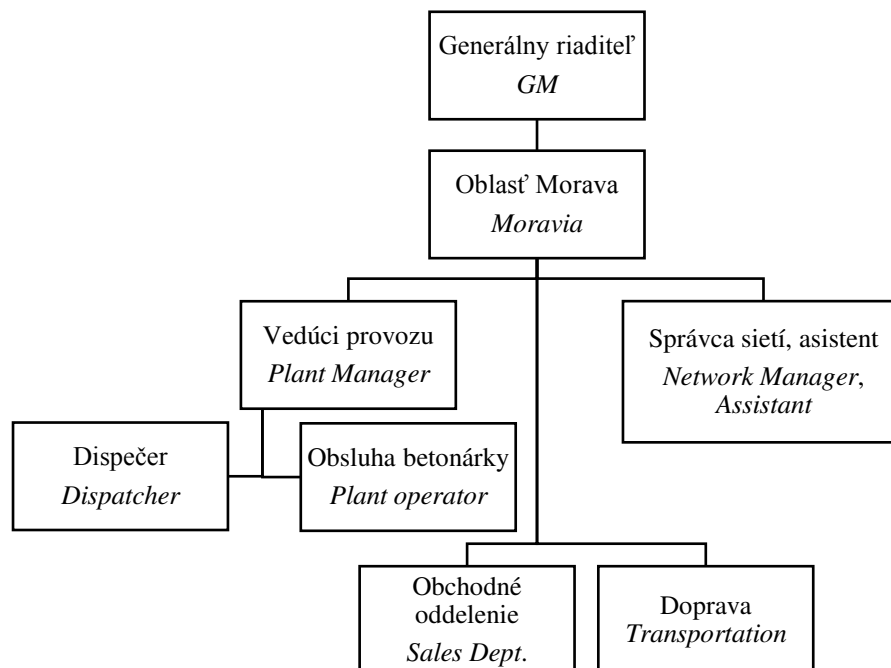 Generálny riaditeľ
GM
Oblasť Morava
Moravia
Vedúci provozu
Plant Manager
Správca sietí, asistent
Network Manager,
Assistant
Dispečer
Dispatcher
Obsluha betonárky
Plant operator
Obchodné
oddelenie
Sales Dept.
Doprava
Transportation